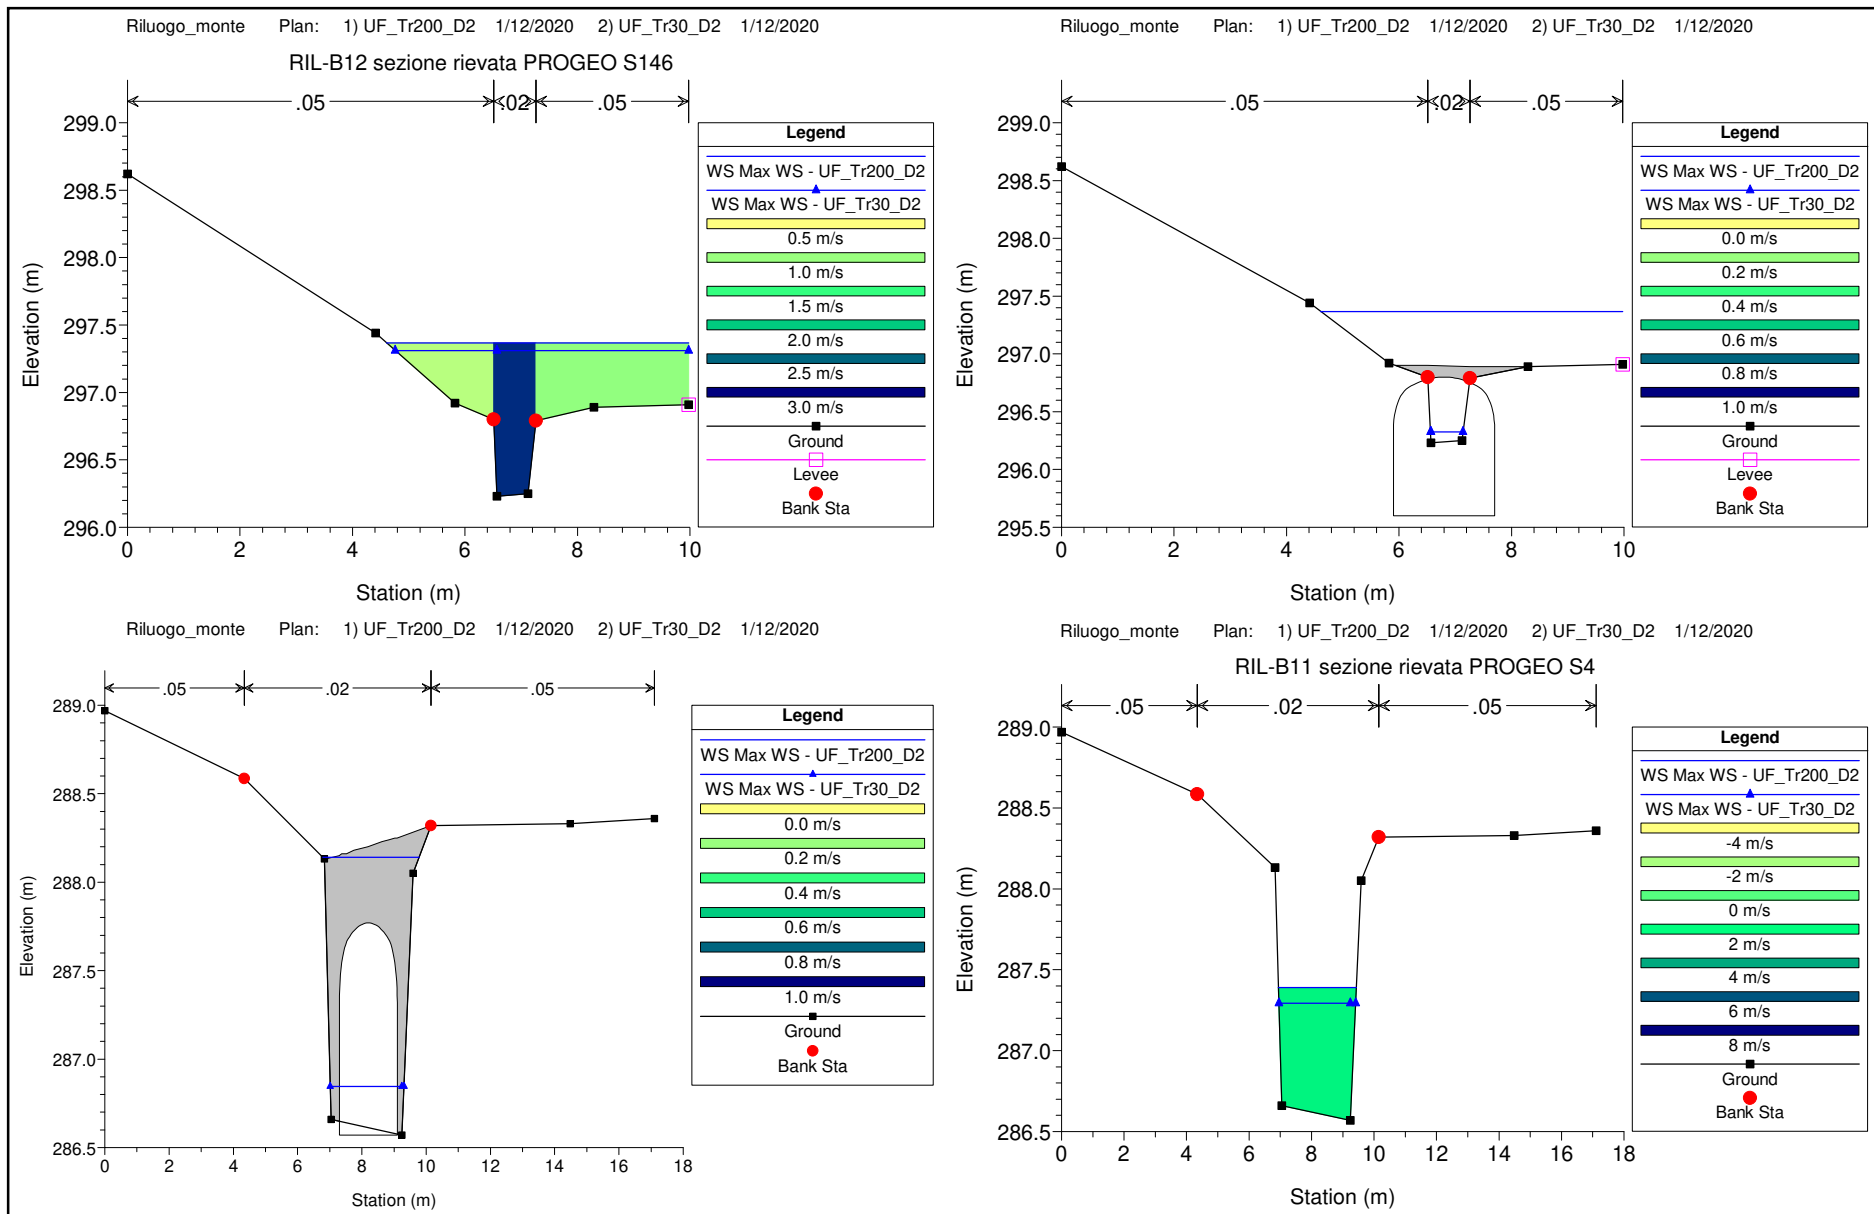 Riluogo_monte Plan: 1) UF_Tr200_D2 1/12/2020 2) UF_Tr30_D2 1/12/2020
RIL-B12 sezione rievata PROGEO S146
.05 .02 .05
299.0
298.5
298.0
297.5
297.0
296.5
296.0
Elevation (m)
0 2 4 6 8 10
Station (m)
Legend
WS Max WS - UF_Tr200_D2
WS Max WS - UF_Tr30_D2
0.5 m/s
1.0 m/s
1.5 m/s
2.0 m/s
2.5 m/s
3.0 m/s
Ground
Levee
Bank Sta
Riluogo_monte Plan: 1) UF_Tr200_D2 1/12/2020 2) UF_Tr30_D2 1/12/2020
.05 .02 .05
299.0
298.5
298.0
297.5
297.0
296.5
296.0
295.5
Elevation (m)
0 2 4 6 8 10
Station (m)
Legend
WS Max WS - UF_Tr200_D2
WS Max WS - UF_Tr30_D2
0.0 m/s
0.2 m/s
0.4 m/s
0.6 m/s
0.8 m/s
1.0 m/s
Ground
Levee
Bank Sta
Riluogo_monte Plan: 1) UF_Tr200_D2 1/12/2020 2) UF_Tr30_D2 1/12/2020
.05 .02 .05
289.0
288.5
288.0
287.5
287.0
286.5
Elevation (m)
0 2 4 6 8 10 12 14 16 18
Station (m)
Legend
WS Max WS - UF_Tr200_D2
WS Max WS - UF_Tr30_D2
0.0 m/s
0.2 m/s
0.4 m/s
0.6 m/s
0.8 m/s
1.0 m/s
Ground
Bank Sta
Riluogo_monte Plan: 1) UF_Tr200_D2 1/12/2020 2) UF_Tr30_D2 1/12/2020
RIL-B11 sezione rievata PROGEO S4
.05 .02 .05
289.0
288.5
288.0
287.5
287.0
286.5
Elevation (m)
0 2 4 6 8 10 12 14 16 18
Station (m)
Legend
WS Max WS - UF_Tr200_D2
WS Max WS - UF_Tr30_D2
-4 m/s
-2 m/s
0 m/s
2 m/s
4 m/s
6 m/s
8 m/s
Ground
Bank Sta